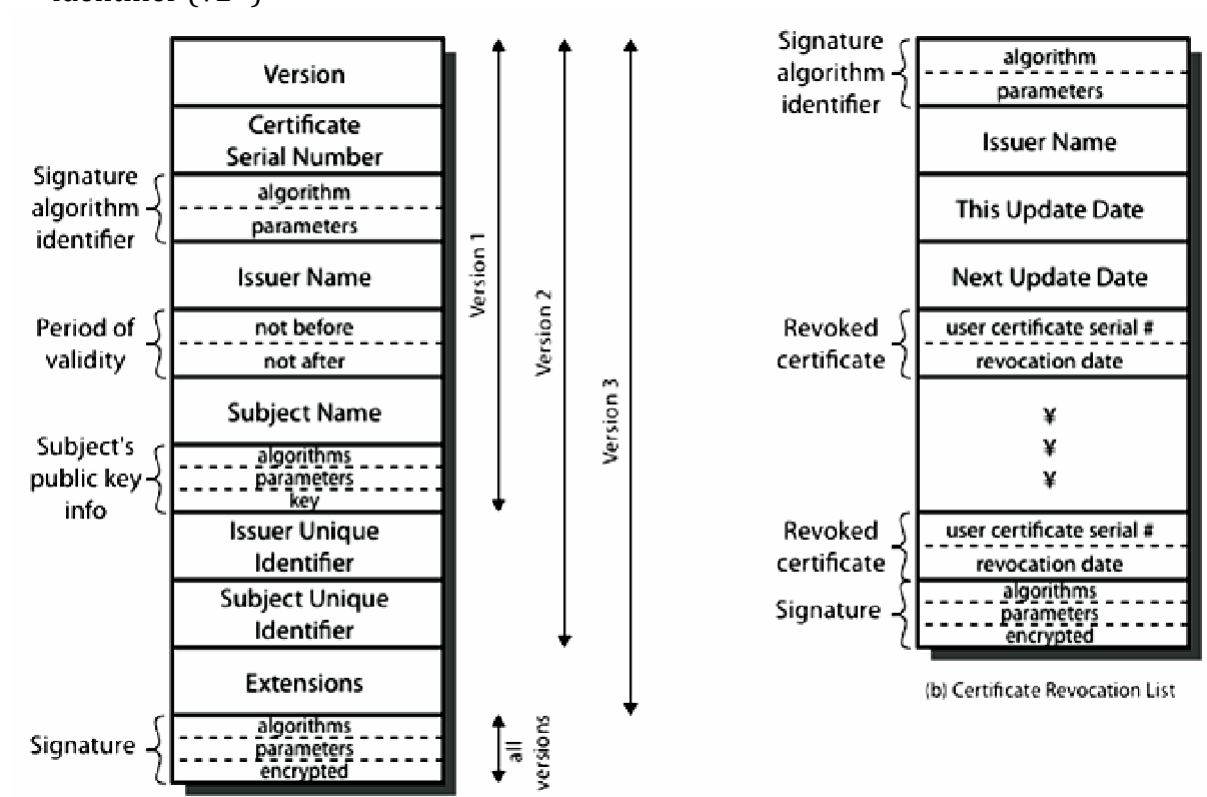 Version
Certificate
Serial Number
Signature
algorithm
identifier
algorithm
parameters
Issuer Name
Period of
validity
not before
not after
Subject Name
Subject's
public key
info
algorithms
parameters
key
Issuer Unique
Identifier
Subject Unique
Identifier
Extensions
Signature
algorithms
parameters
encrypted
Version 1
Version 2
Version 3
all
versions
Signature
algorithm
identifier
algorithm
parameters
Issuer Name
This Update Date
Next Update Date
Revoked
certificate
user certificate serial #
revocation date
¥
¥
¥
Revoked
certificate
user certificate serial #
revocation date
Signature
algorithms
parameters
encrypted
(b) Certificate Revocation List